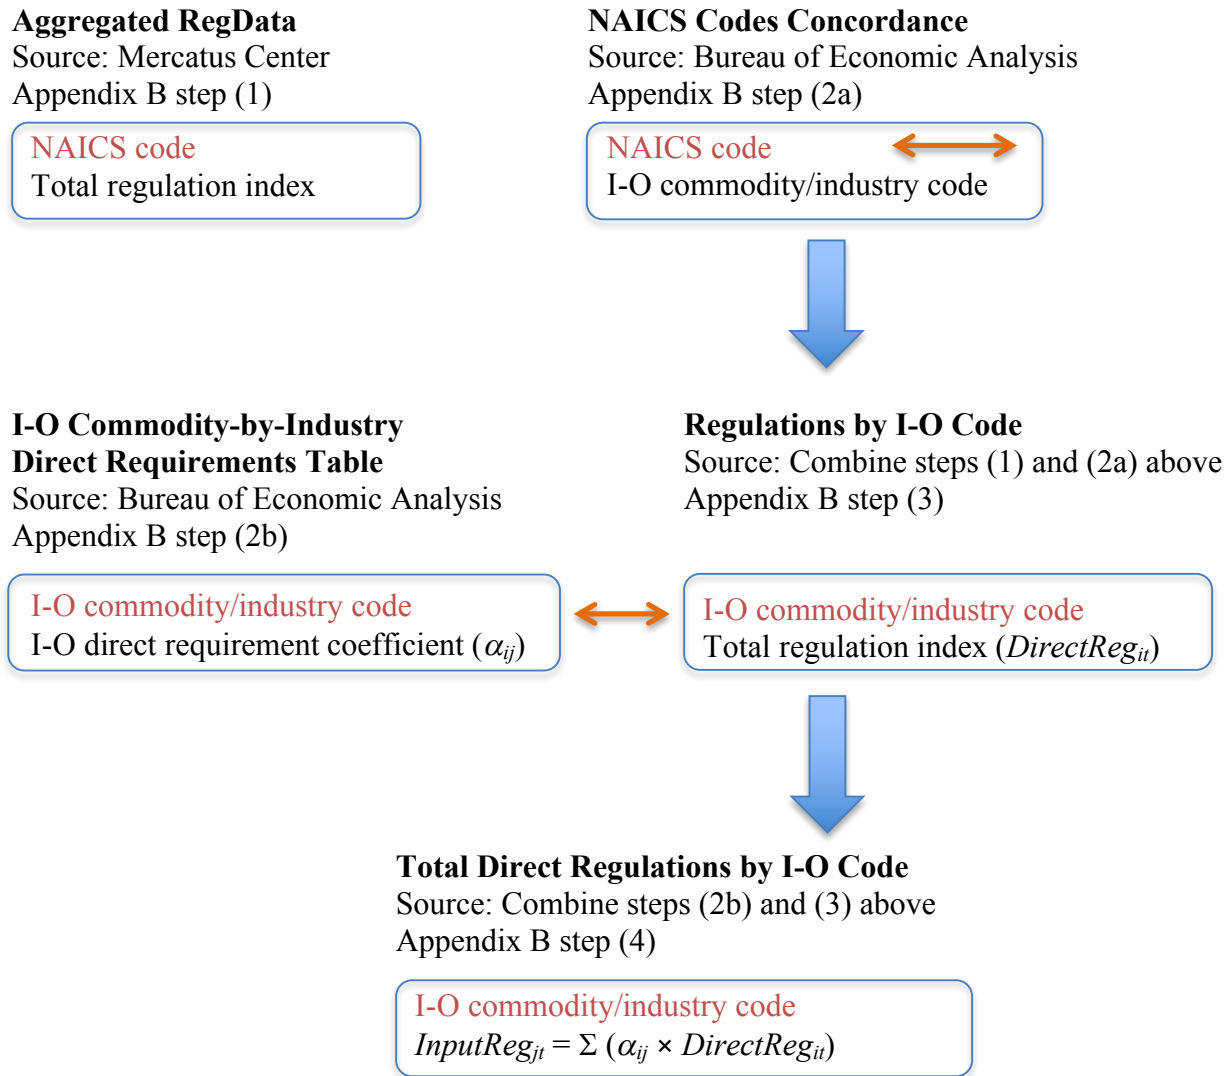 Aggregated RegData
Source: Mercatus Center
Appendix B step (1)
NAICS code
Total regulation index
NAICS Codes Concordance
Source: Bureau of Economic Analysis
Appendix B step (2a)
NAICS code
I-O commodity/industry code
I-O Commodity-by-Industry
Direct Requirements Table
Source: Bureau of Economic Analysis
Appendix B step (2b)
I-O commodity/industry code
I-O direct requirement coefficient (αij)
Regulations by I-O Code
Source: Combine steps (1) and (2a) above
Appendix B step (3)
I-O commodity/industry code
Total regulation index (DirectRegit)
Total Direct Regulations by I-O Code
Source: Combine steps (2b) and (3) above
Appendix B step (4)
I-O commodity/industry code
InputRegjt = Σ (αij × DirectRegit)